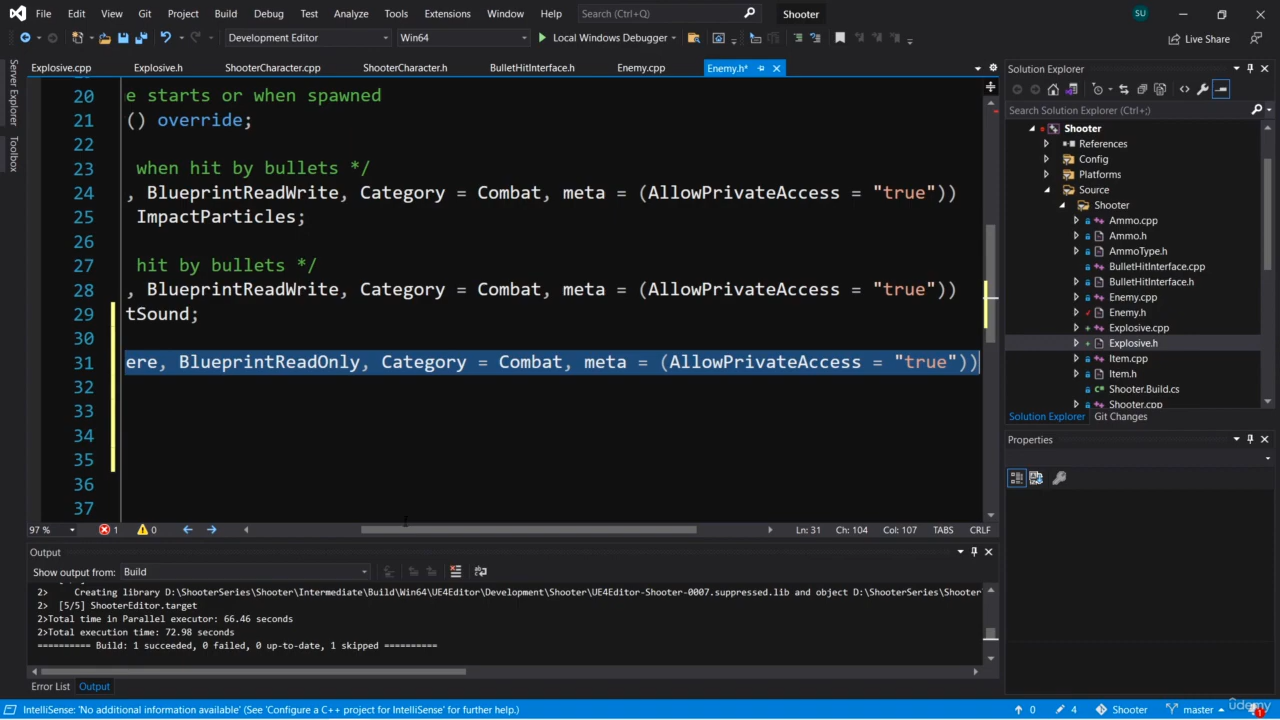 File Edit View Git Project Build Debug Test Analyze Tools Extensions Window Help Search (Ctrl+Q) Shooter SU
Development Editor Win64 Local Windows Debugger Live Share
Server Explorer
Toolbox
Explosive.cpp Explosive.h ShooterCharacter.cpp ShooterCharacter.h BulletHitInterface.h Enemy.cpp Enemy.h*
20 e starts or when spawned
21 () override;
22
23 when hit by bullets */
24 , BlueprintReadWrite, Category = Combat, meta = (AllowPrivateAccess = "true"))
25 ImpactParticles;
26
27 hit by bullets */
28 , BlueprintReadWrite, Category = Combat, meta = (AllowPrivateAccess = "true"))
29 tSound;
30
31 ere, BlueprintReadOnly, Category = Combat, meta = (AllowPrivateAccess = "true"))
32
33
34
35
36
37
97 % 1 0 Ln: 31 Ch: 104 Col: 107 TABS CRLF
Output
Show output from: Build
2> Creating library D:\ShooterSeries\Shooter\Intermediate\Build\Win64\UE4Editor\Development\Shooter\UE4Editor-Shooter-0007.suppressed.lib and object D:\ShooterSeries\Shooter
2> [5/5] ShooterEditor.target
2>Total time in Parallel executor: 66.46 seconds
2>Total execution time: 72.98 seconds
========== Build: 1 succeeded, 0 failed, 0 up-to-date, 1 skipped ==========
Error List Output
Solution Explorer
Search Solution Explorer (Ctrl+;)
Shooter
References
Config
Platforms
Source
Shooter
Ammo.cpp
Ammo.h
AmmoType.h
BulletHitInterface.cpp
BulletHitInterface.h
Enemy.cpp
Enemy.h
Explosive.cpp
Explosive.h
Item.cpp
Item.h
Shooter.Build.cs
Shooter.cpp
Solution Explorer Git Changes
Properties
IntelliSense: 'No additional information available' (See 'Configure a C++ project for IntelliSense' for further help.) 0 4 Shooter master 1
udemy